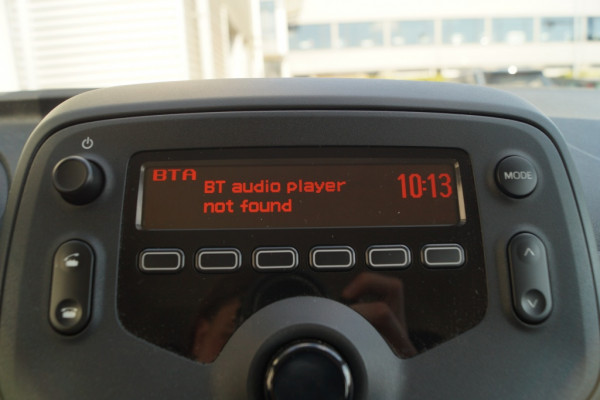 BTA
BT audio player
not found
10:13
MODE